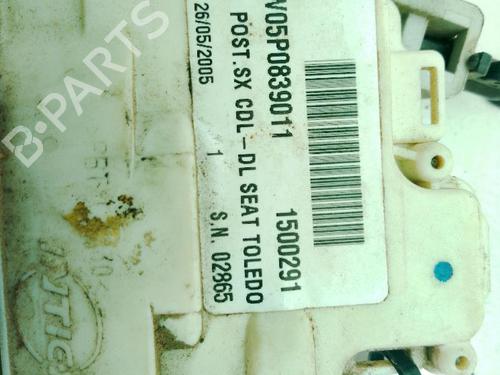 V05P0839011
1500291
POST.SX CDL-DL SEAT TOLEDO
26/05/2005
1
S.N. 02865
B-PARTS